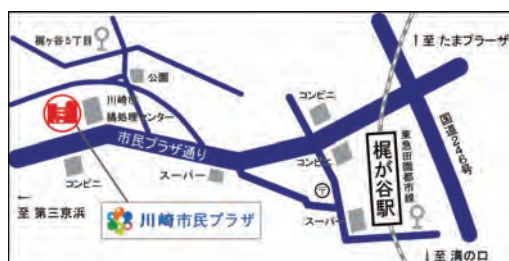 梶ケ谷5丁目
公園
川崎市
橘処理センター
市民プラザ通り
コンビニ
スーパー
←
至 第三京浜
川崎市民プラザ
コンビニ
コンビニ
〒
スーパー
梶が谷駅
東急田園都市線
国道246号
↑至 たまプラーザ
↓至 溝の口